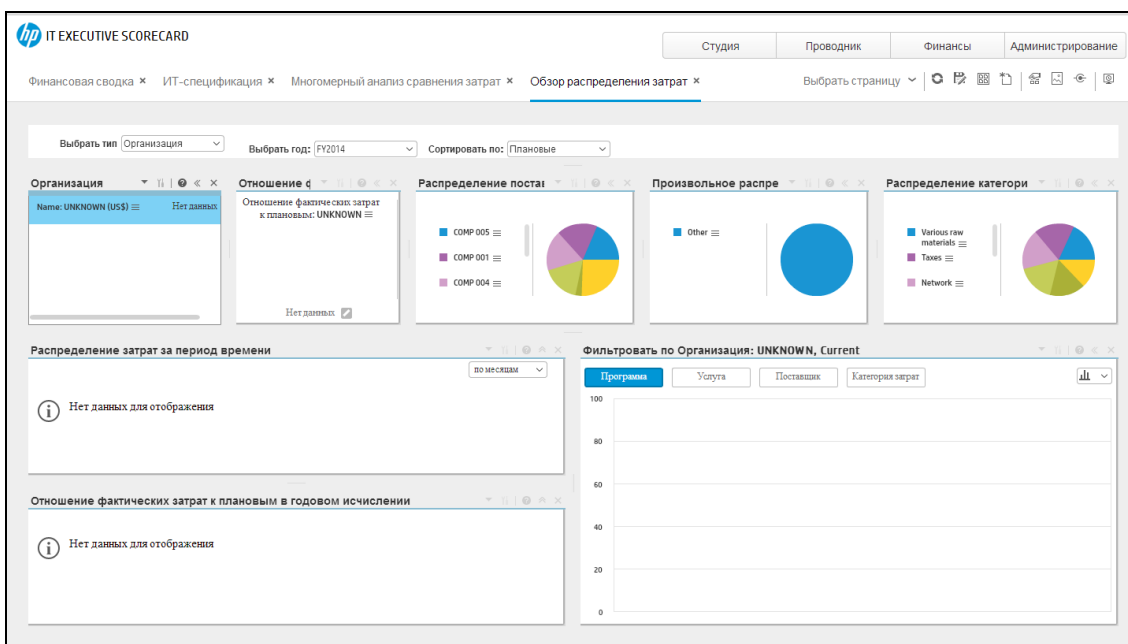 hp IT EXECUTIVE SCORECARD
Студия Проводник Финансы Администрирование
Финансовая сводка × ИТ-спецификация × Многомерный анализ сравнения затрат × Обзор распределения затрат × Выбрать страницу
Выбрать тип Организация Выбрать год: FY2014 Сортировать по: Плановые
Организация
Name: UNKNOWN (US$) Нет данных
Отношение ф
Отношение фактических затрат
к плановым: UNKNOWN
Нет данных
Распределение постав
COMP 005
COMP 001
COMP 004
Произвольное распре
Other
Распределение категори
Various raw
materials
Taxes
Network
Распределение затрат за период времени
по месяцам
Нет данных для отображения
Отношение фактических затрат к плановым в годовом исчислении
Нет данных для отображения
Фильтровать по Организация: UNKNOWN, Current
Программа Услуга Поставщик Категория затрат
100
80
60
40
20
0